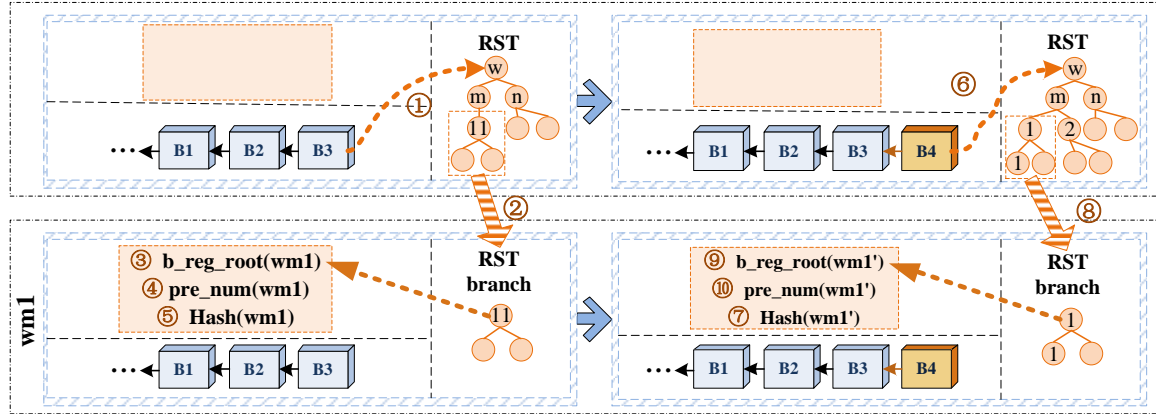 RST
w
m n
11
①
... B1 B2 B3
②
RST
w
m n
1 2
1
⑥
... B1 B2 B3 B4
⑧
wm1
③ b_reg_root(wm1)
④ pre_num(wm1)
⑤ Hash(wm1)
RST
branch
11
... B1 B2 B3
⑨ b_reg_root(wm1')
⑩ pre_num(wm1')
⑦ Hash(wm1')
RST
branch
1
1
... B1 B2 B3 B4